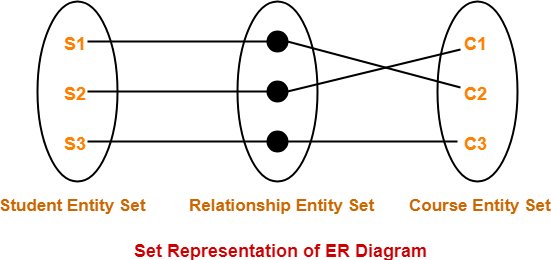 S1
C1
S2
C2
S3
C3
Student Entity Set
Relationship Entity Set
Course Entity Set
Set Representation of ER Diagram